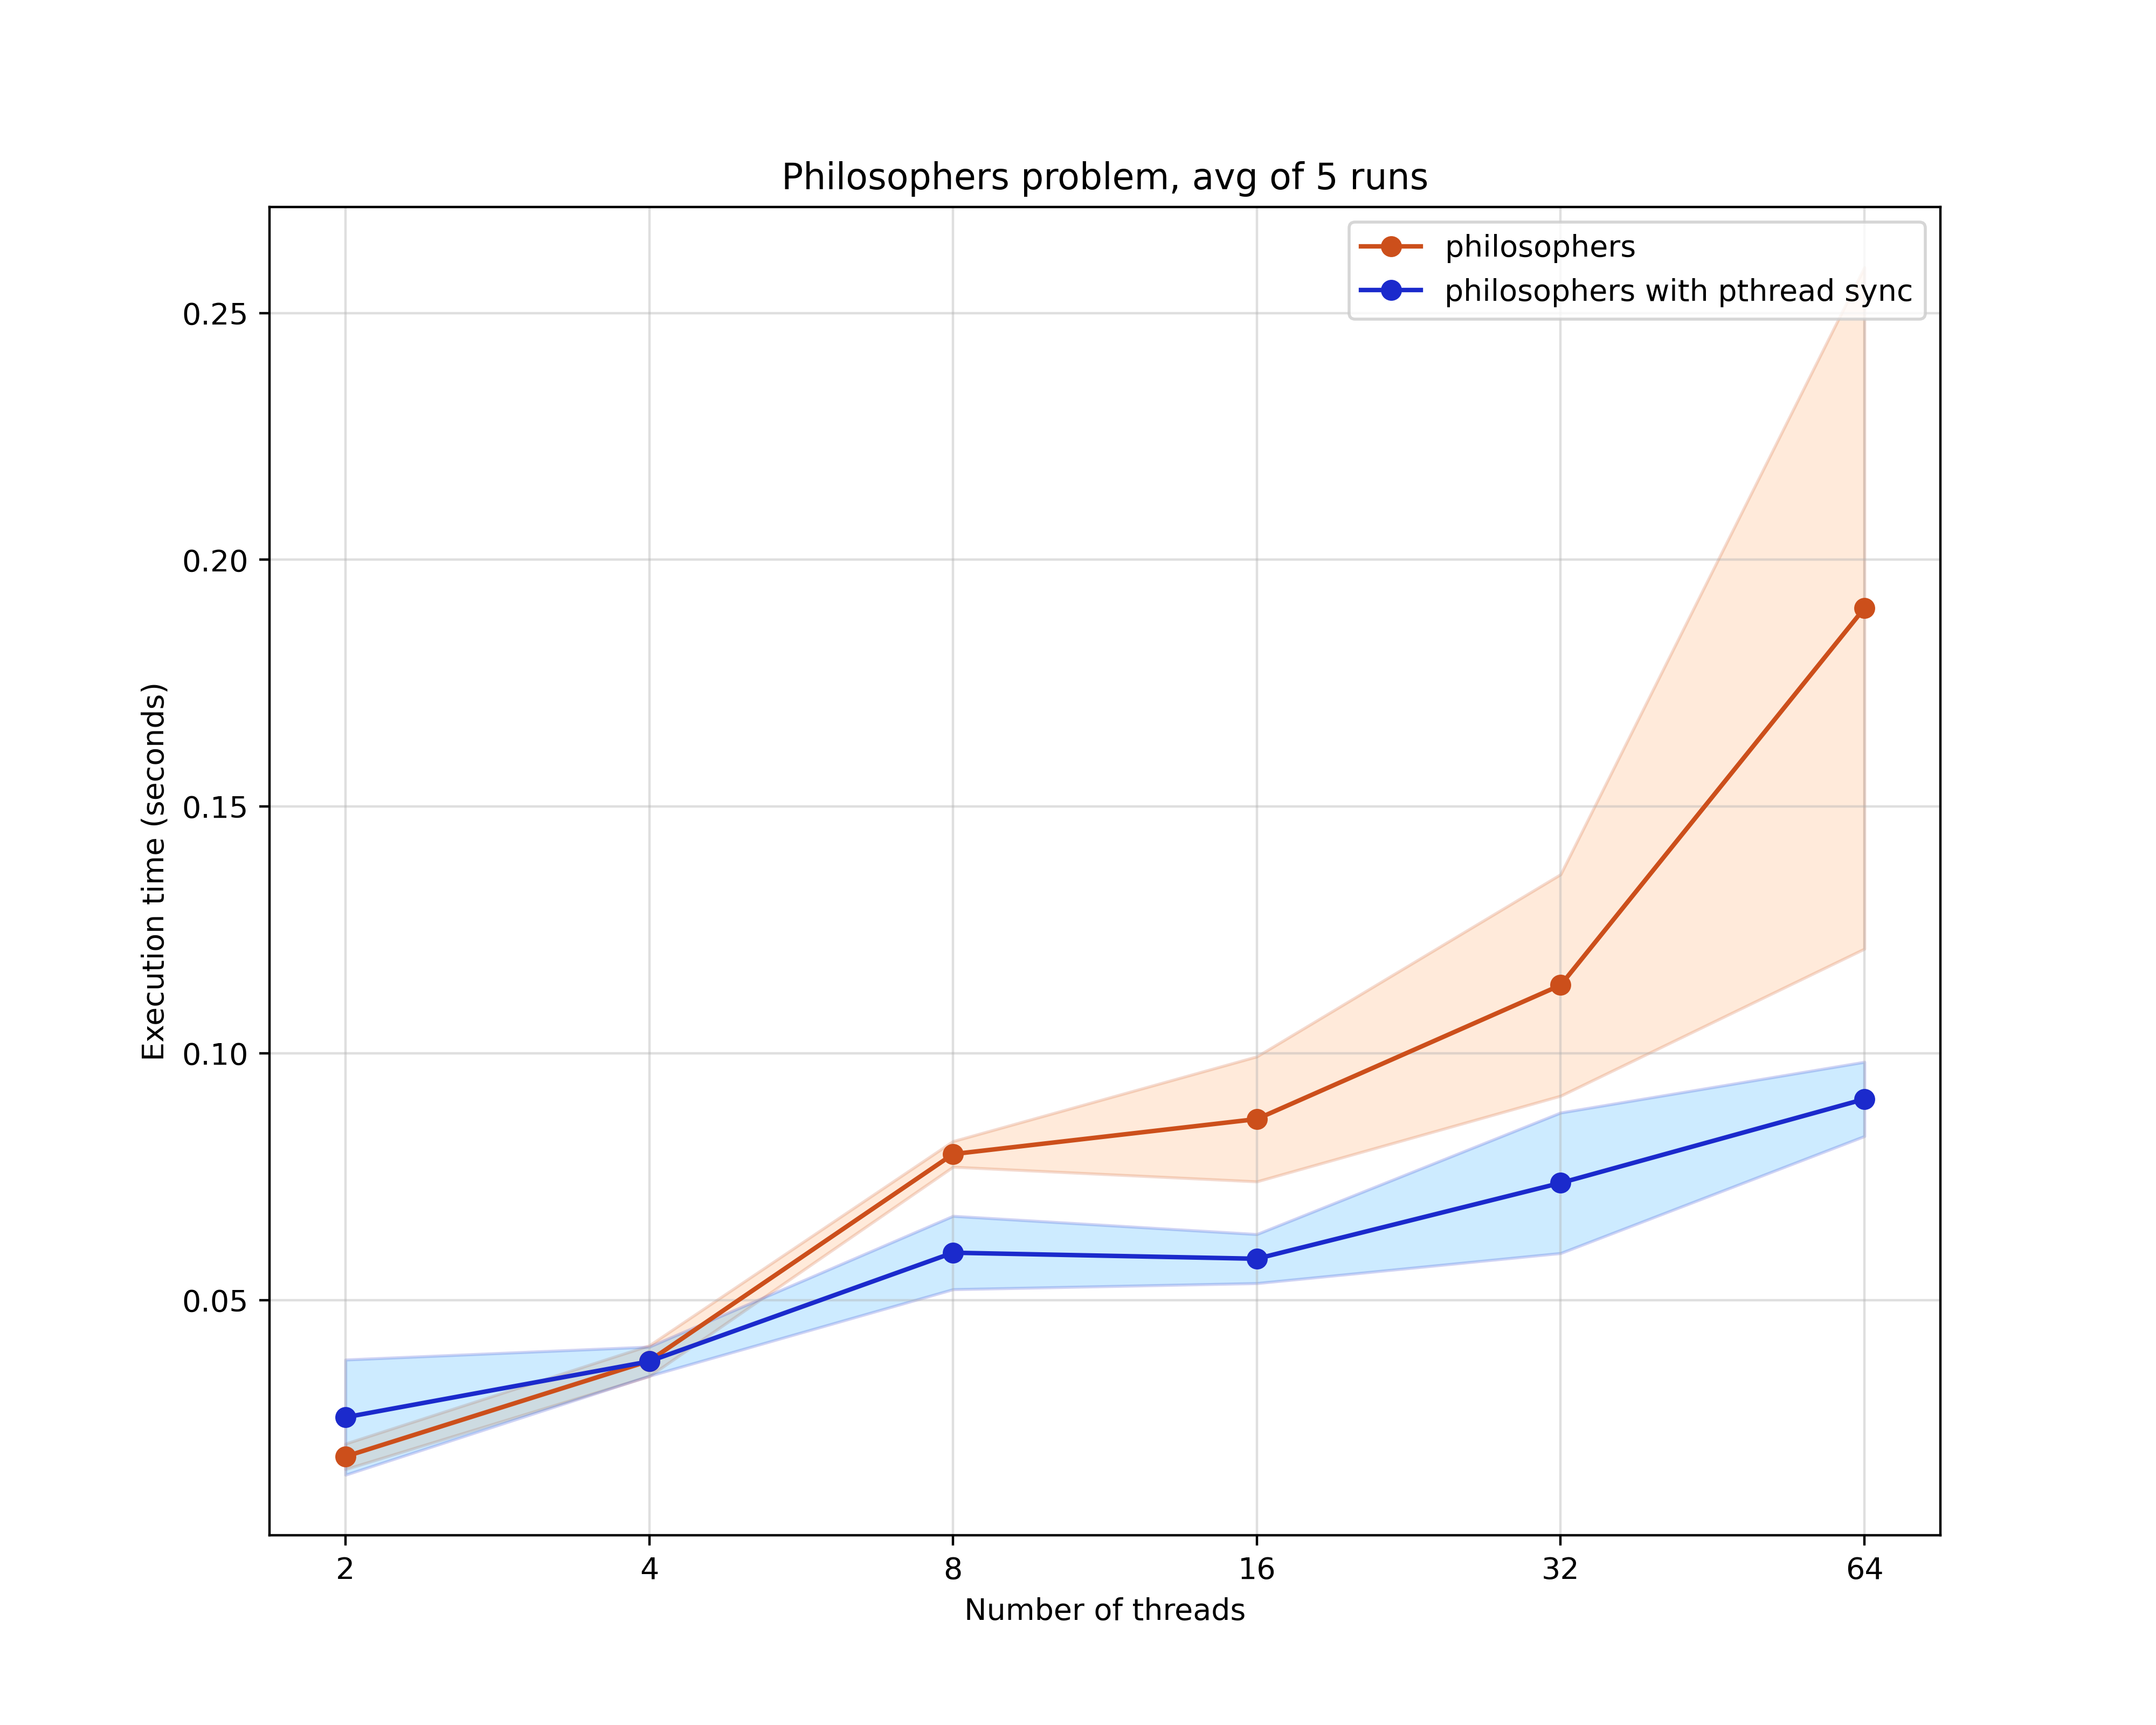 Philosophers problem, avg of 5 runs
philosophers
philosophers with pthread sync
0.25
0.20
0.15
0.10
0.05
Execution time (seconds)
2 4 8 16 32 64
Number of threads